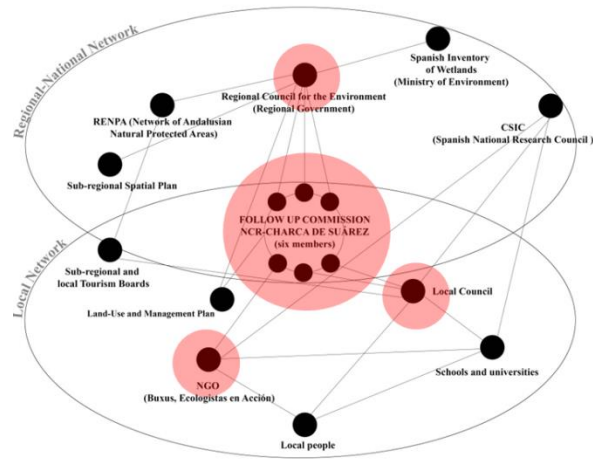 Regional-National Network
Spanish Inventory
of Wetlands
(Ministry of Environment)
Regional Council for the Environment
(Regional Government)
RENPA (Network of Andalusian
Natural Protected Areas)
CSIC
(Spanish National Research Council )
Sub-regional Spatial Plan
FOLLOW UP COMMISSION
NCR-CHARCA DE SUÁREZ
(six members)
Local Network
Sub-regional and
local Tourism Boards
Land-Use and Management Plan
Local Council
NGO
(Buxus, Ecologistas en Acción)
Schools and universities
Local people